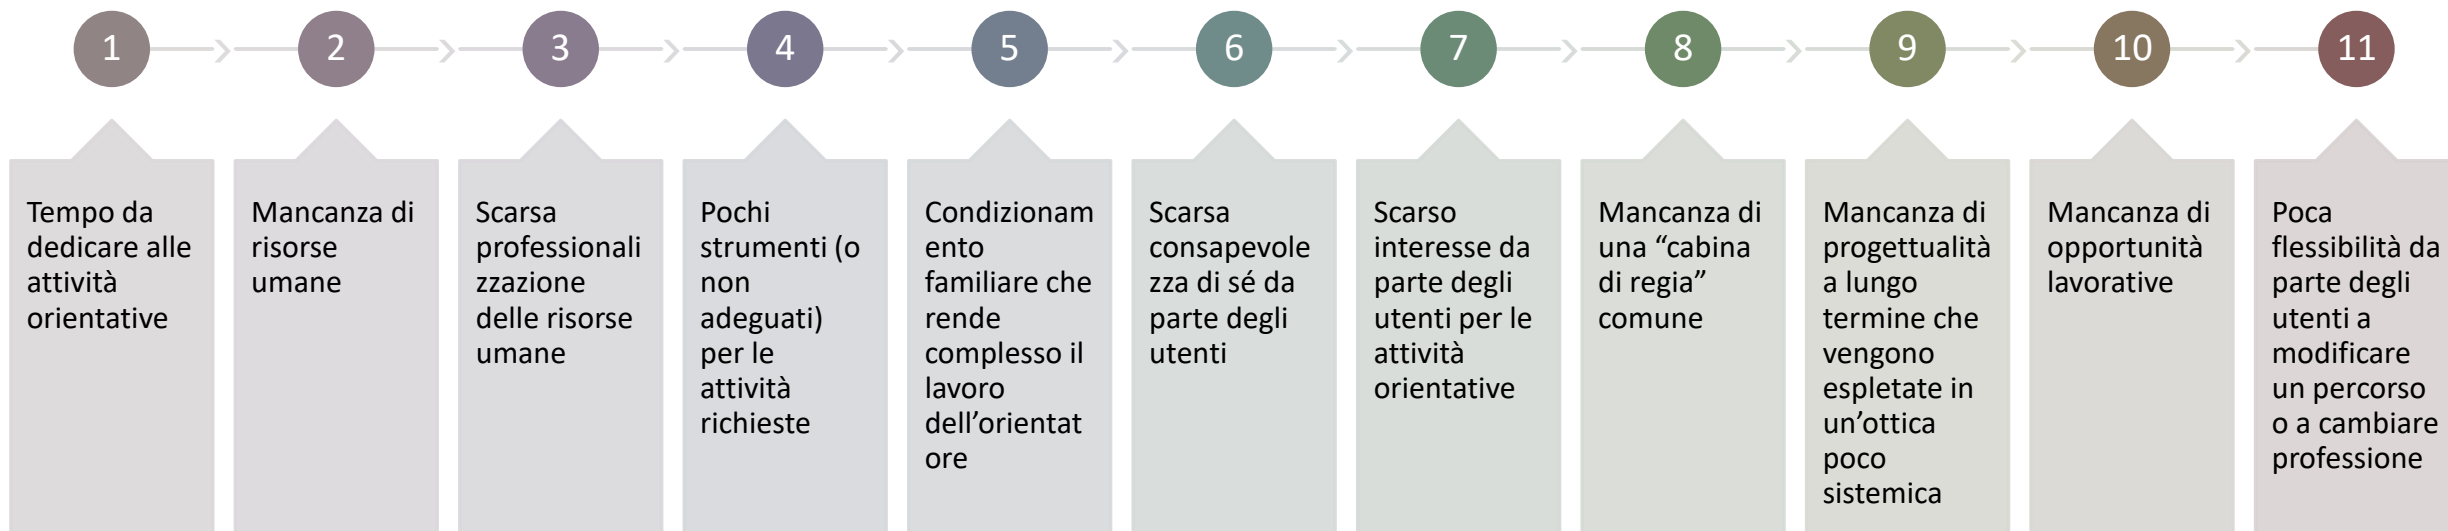 1
Tempo da
dedicare alle
attività
orientative
2
Mancanza di
risorse
umane
3
Scarsa
professionali
zzazione
delle risorse
umane
4
Pochi
strumenti (o
non
adeguati)
per le
attività
richieste
5
Condizionam
ento
familiare che
rende
complesso il
lavoro
dell’orientat
ore
6
Scarsa
consapevole
zza di sé da
parte degli
utenti
7
Scarso
interesse da
parte degli
utenti per le
attività
orientative
8
Mancanza di
una “cabina
di regia”
comune
9
Mancanza di
progettualità
a lungo
termine che
vengono
espletate in
un’ottica
poco
sistemica
10
Mancanza di
opportunità
lavorative
11
Poca
flessibilità da
parte degli
utenti a
modificare
un percorso
o a cambiare
professione